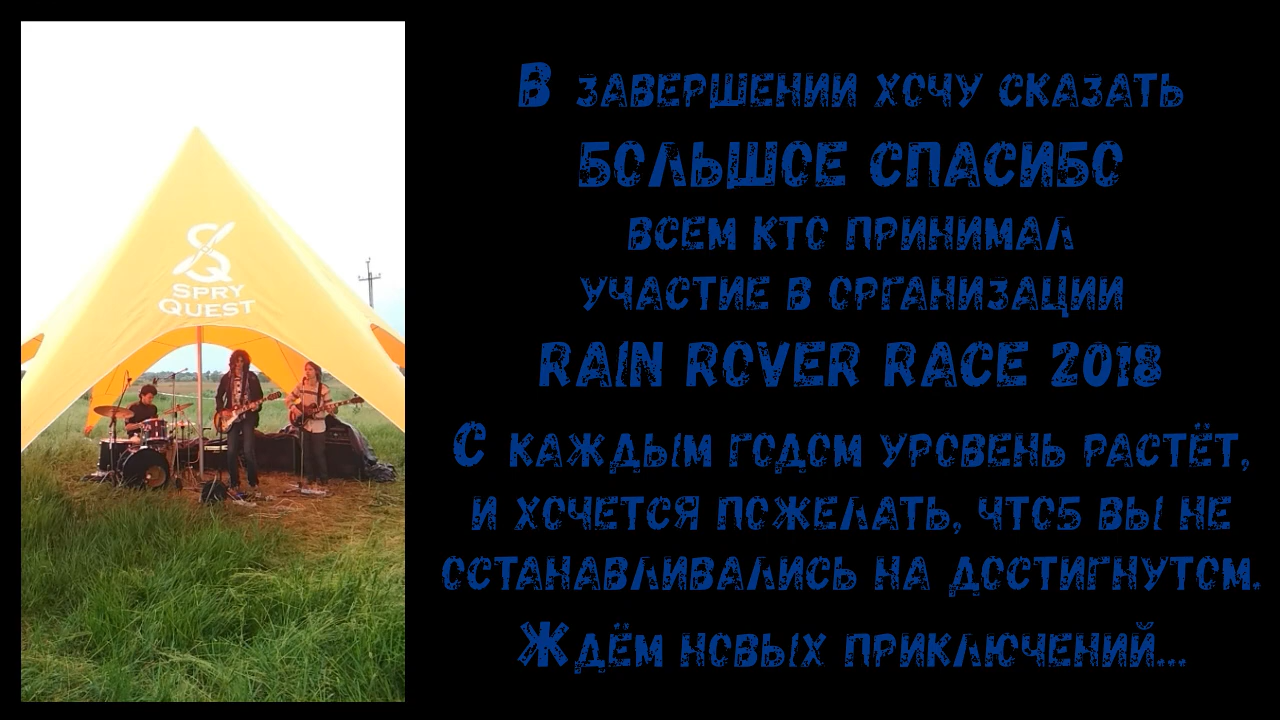 SQ
SPRY
QUEST
В ЗАВЕРШЕНИИ ХОЧУ СКАЗАТЬ
БОЛЬШОЕ СПАСИБО
ВСЕМ КТО ПРИНИМАЛ
УЧАСТИЕ В ОРГАНИЗАЦИИ
RAIN ROVER RACE 2018
С КАЖДЫМ ГОДОМ УРОВЕНЬ РАСТЁТ,
И ХОЧЕТСЯ ПОЖЕЛАТЬ, ЧТОБ ВЫ НЕ
ОСТАНАВЛИВАЛИСЬ НА ДОСТИГНУТОМ.
ЖДЁМ НОВЫХ ПРИКЛЮЧЕНИЙ...